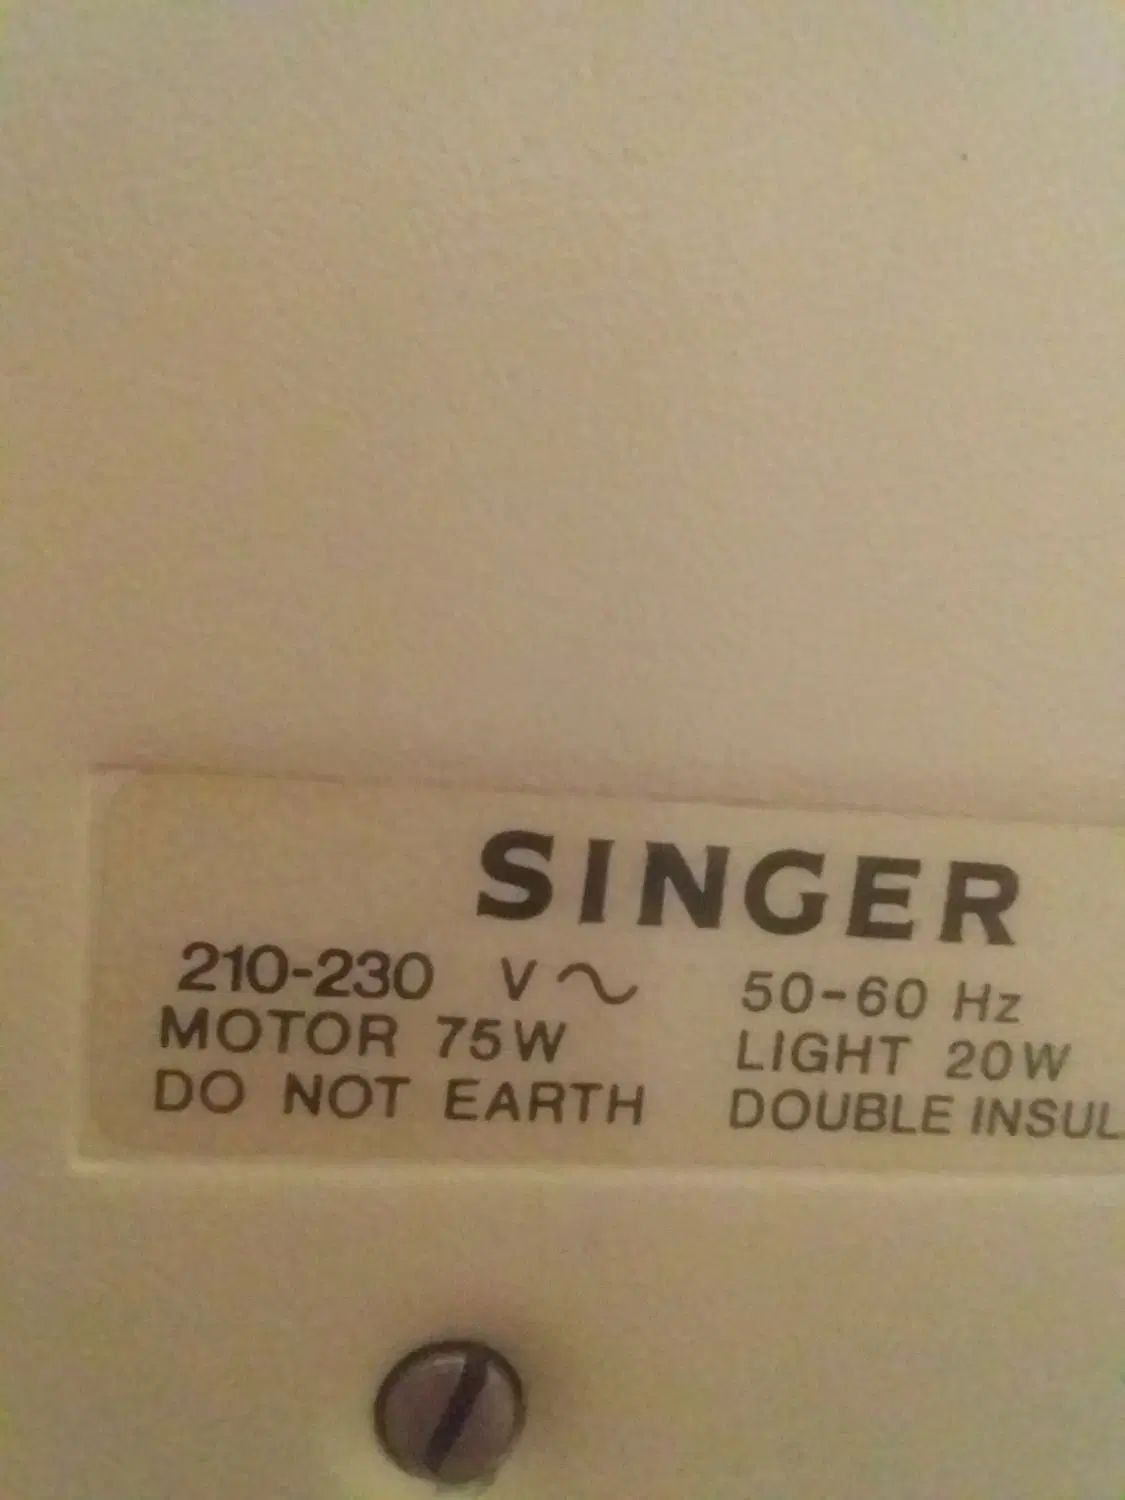 SINGER
210-230 V~ 50-60 Hz
MOTOR 75W LIGHT 20W
DO NOT EARTH DOUBLE INSUL